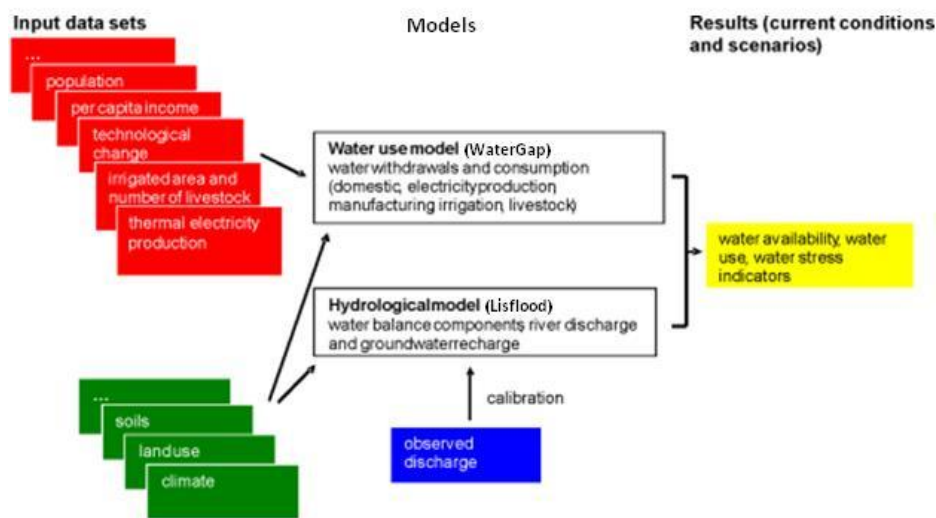 Input data sets
Models
Results (current conditions
and scenarios)
...
population
per capita income
technological
change
irrigated area and
number of livestock
thermal electricity
production
Water use model (WaterGap)
water withdrawals and consumption
(domestic, electricityproduction,
manufacturing irrigation, livestock)
water availability, water
use, water stress
indicators
Hydrologicalmodel (Lisflood)
water balance components, river discharge
and groundwaterrecharge
...
soils
landuse
climate
calibration
observed
discharge